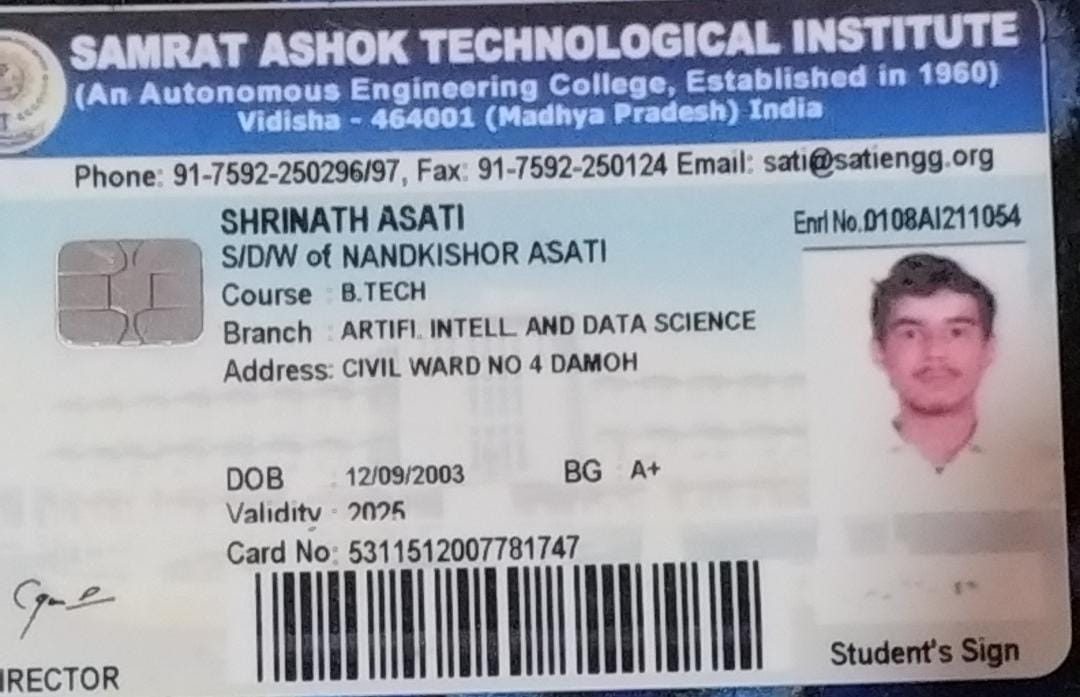 SAMRAT ASHOK TECHNOLOGICAL INSTITUTE
(An Autonomous Engineering College, Established in 1960)
Vidisha - 464001 (Madhya Pradesh) India
Phone: 91-7592-250296/97, Fax: 91-7592-250124 Email: sati@satiengg.org
SHRINATH ASATI
Enrl No.0108AI211054
S/D/W of NANDKISHOR ASATI
Course : B.TECH
Branch : ARTIFI. INTELL. AND DATA SCIENCE
Address: CIVIL WARD NO 4 DAMOH
DOB : 12/09/2003 BG : A+
Validity : 2025
Card No: 5311512007781747
IRECTOR
Student's Sign